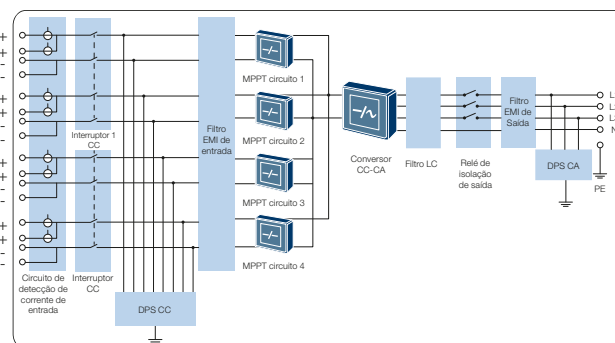 +
+
-
-
+
+
-
-
+
+
-
-
+
+
-
-
Interruptor 1
CC
Circuito de
detecção de
corrente de
entrada
Interruptor
CC
DPS CC
Filtro
EMI de
entrada
MPPT circuito 1
MPPT circuito 2
MPPT circuito 3
MPPT circuito 4
Conversor
CC-CA
Filtro LC
Relé de
isolação
de saída
Filtro
EMI de
Saída
DPS CA
N
PE